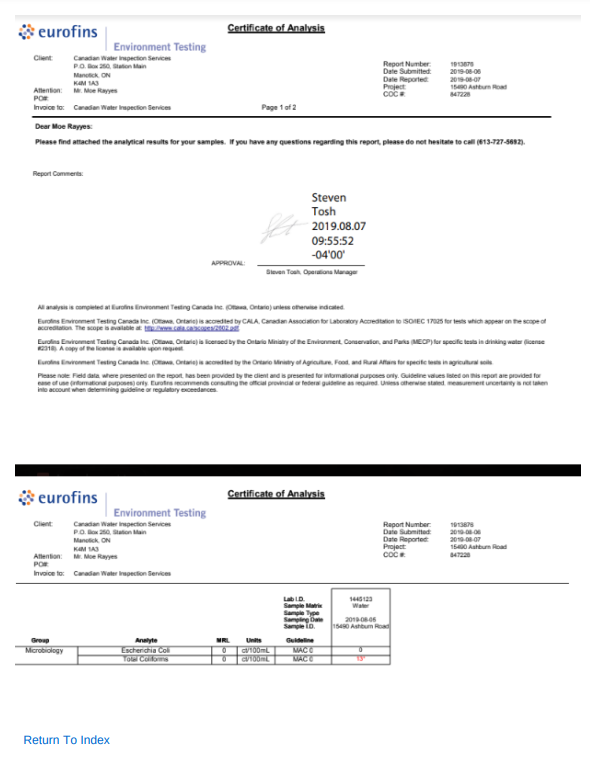 eurofins
Certificate of Analysis
Environment Testing
Client: Canadian Water Inspection Services
P.O. Box 250, Station Main
Manotick, ON
K4M 1A3
Attention: Mr. Moe Rayyes
PO#:
Invoice to: Canadian Water Inspection Services
Report Number: 1913876
Date Submitted: 2019-08-06
Date Reported: 2019-08-07
Project: 15490 Ashburn Road
COC #: 847228
Page 1 of 2
Dear Moe Rayyes:
Please find attached the analytical results for your samples. If you have any questions regarding this report, please do not hesitate to call (613-727-5692).
Report Comments:
Steven
Tosh
2019.08.07
09:55:52
-04'00'
APPROVAL:
Steven Tosh, Operations Manager
All analysis is completed at Eurofins Environment Testing Canada Inc. (Ottawa, Ontario) unless otherwise indicated.
Eurofins Environment Testing Canada Inc. (Ottawa, Ontario) is accredited by CALA, Canadian Association for Laboratory Accreditation to ISO/IEC 17025 for tests which appear on the scope of
accreditation. The scope is available at: http://www.cala.ca/scopes/2602.pdf.
Eurofins Environment Testing Canada Inc. (Ottawa, Ontario) is licensed by the Ontario Ministry of the Environment, Conservation, and Parks (MECP) for specific tests in drinking water (license
#2318). A copy of the license is available upon request.
Eurofins Environment Testing Canada Inc. (Ottawa, Ontario) is accredited by the Ontario Ministry of Agriculture, Food, and Rural Affairs for specific tests in agricultural soils.
Please note: Field data, where presented on the report, has been provided by the client and is presented for informational purposes only. Guideline values listed on this report are provided for
ease of use (informational purposes) only. Eurofins recommends consulting the official provincial or federal guideline as required. Unless otherwise stated, measurement uncertainty is not taken
into account when determining guideline or regulatory exceedances.
eurofins
Certificate of Analysis
Environment Testing
Client: Canadian Water Inspection Services
P.O. Box 250, Station Main
Manotick, ON
K4M 1A3
Attention: Mr. Moe Rayyes
PO#:
Invoice to: Canadian Water Inspection Services
Report Number: 1913876
Date Submitted: 2019-08-06
Date Reported: 2019-08-07
Project: 15490 Ashburn Road
COC #: 847228
Lab I.D. 1445123
Sample Matrix Water
Sample Type
Sampling Date 2019-08-05
Sample I.D. 15490 Ashburn Road
Group Analyte MRL Units Guideline
Microbiology Escherichia Coli 0 ct/100mL MAC 0 0
Total Coliforms 0 ct/100mL MAC 0 13*
Return To Index